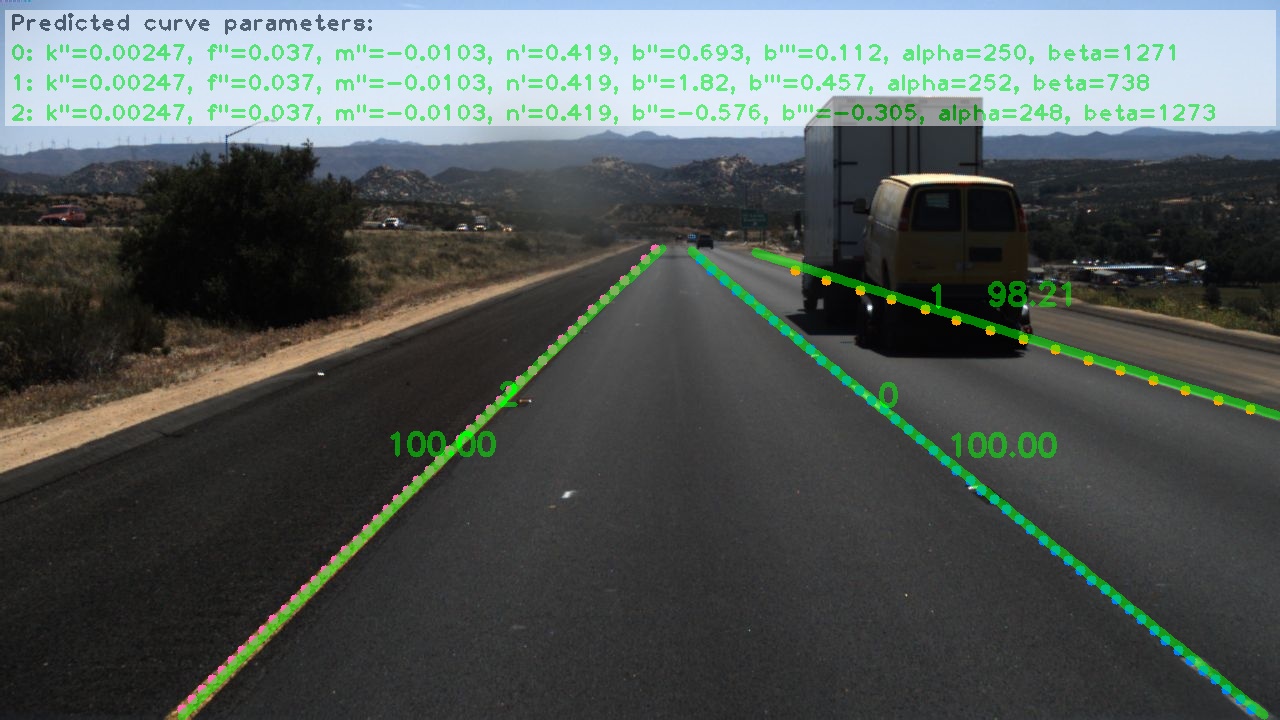 Predicted curve parameters:
0: k''=0.00247, f''=0.037, m''=−0.0103, n'=0.419, b''=0.693, b'''=0.112, alpha=250, beta=1271
1: k''=0.00247, f''=0.037, m''=−0.0103, n'=0.419, b''=1.82, b'''=0.457, alpha=252, beta=738
2: k''=0.00247, f''=0.037, m''=−0.0103, n'=0.419, b''=−0.576, b'''=−0.305, alpha=248, beta=1273
1 98.21
2 0
100.00 100.00